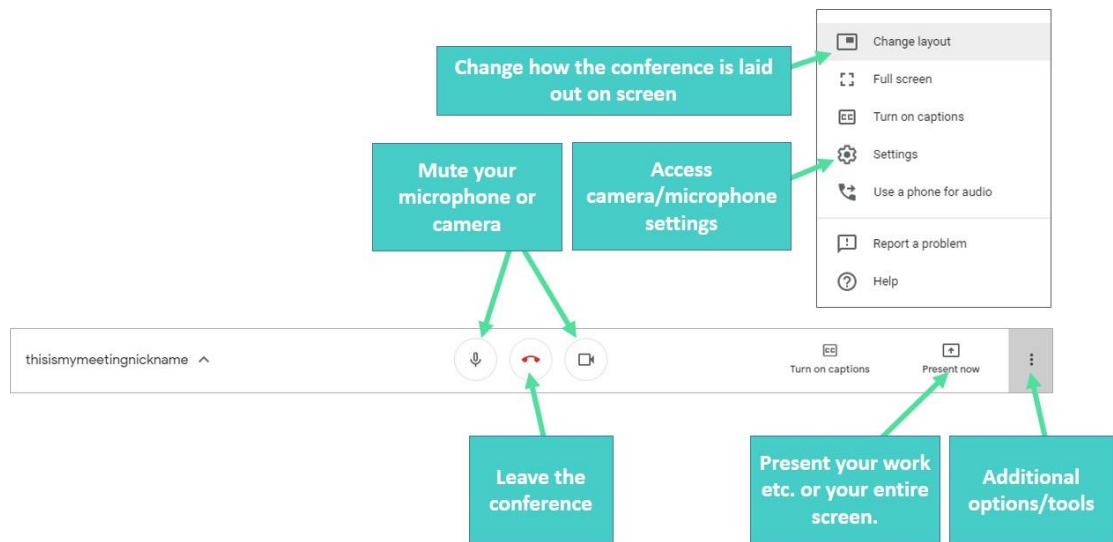 Change layout
Change how the conference is laid
out on screen
Full screen
Turn on captions
Mute your
microphone or
camera
Access
camera/microphone
settings
Settings
Use a phone for audio
Report a problem
Help
thisismymeetingnickname
CC
Turn on captions
Present now
Leave the
conference
Present your work
etc. or your entire
screen.
Additional
options/tools